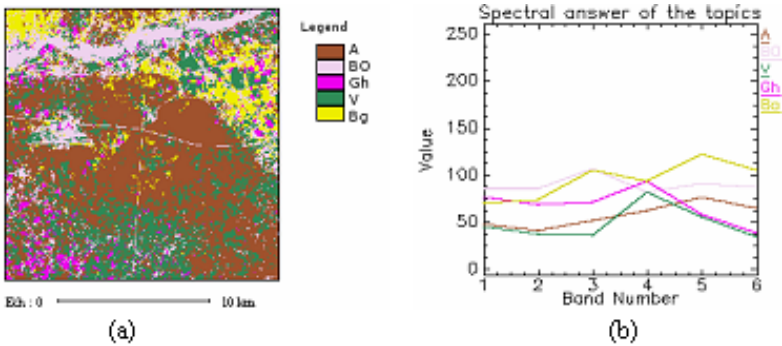 Legend
A
BO
Gh
V
Bg
Ech : 0 10 km
(a)
Spectral answer of the topics
250
200
150
100
50
0
Value
1 2 3 4 5 6
Band Number
A
BO
V
Gh
Bo
(b)